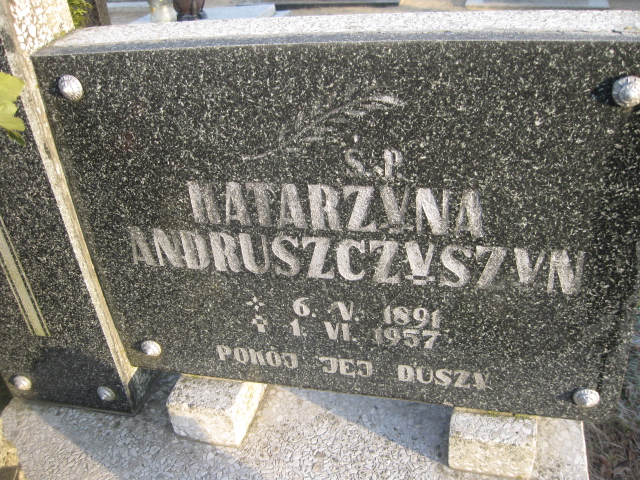 Ś.P.
KATARZYNA
ANDRUSZCZYSZYN
* 6. V. 1891
† 1. VI. 1957
POKÓJ JEJ DUSZY